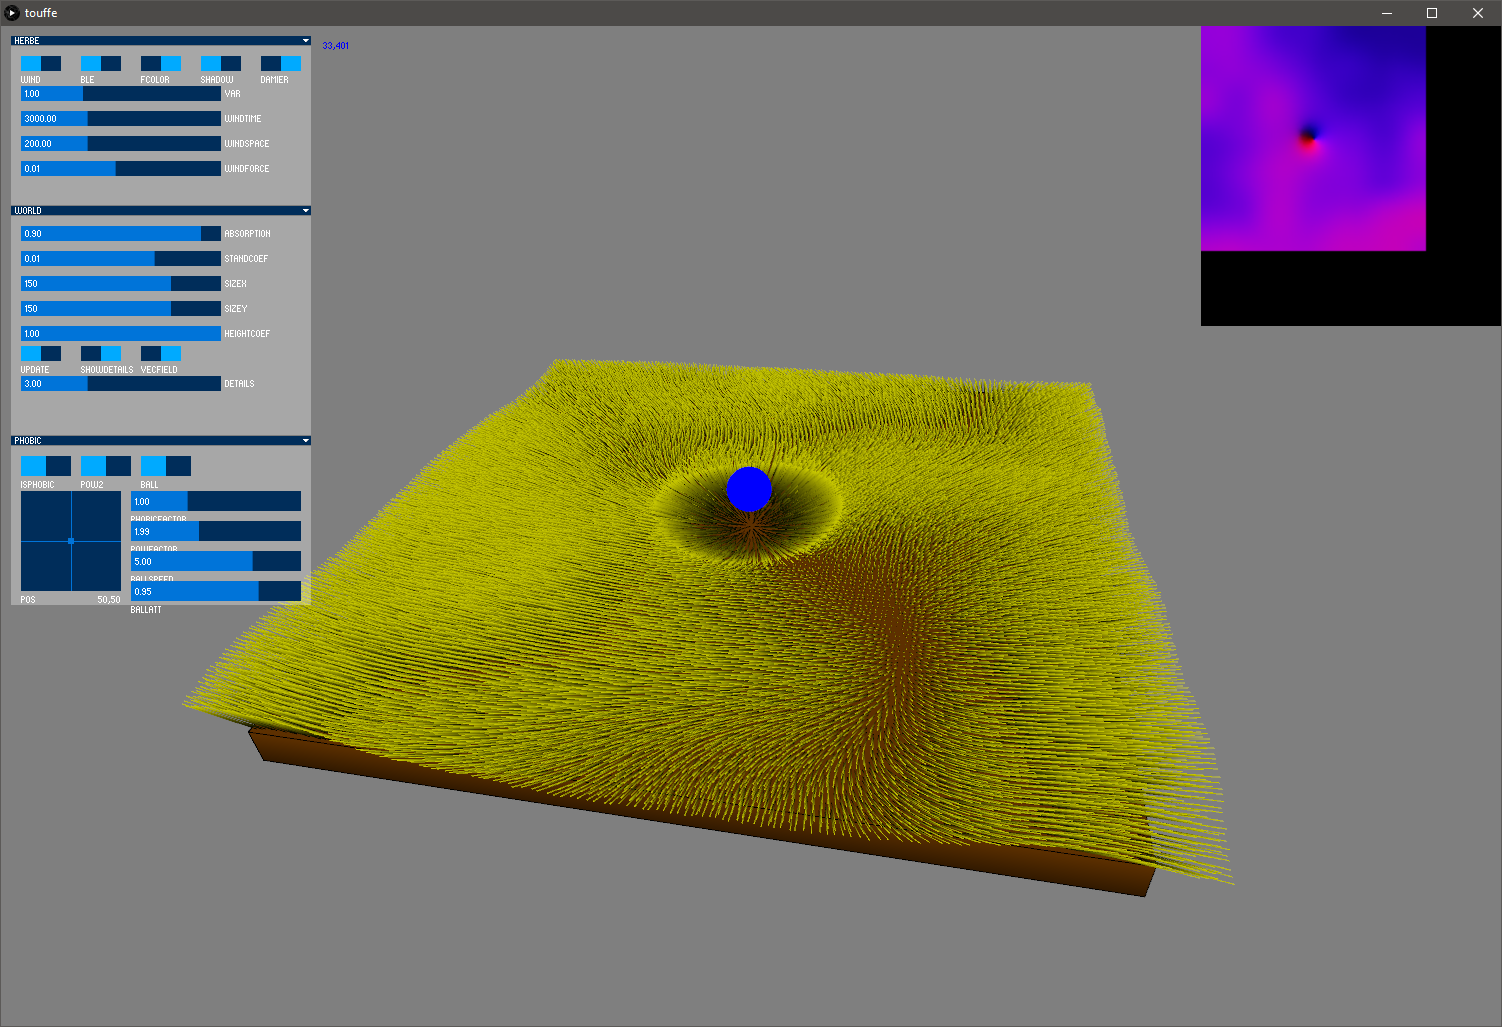 touffe
33,401
HERBE
WIND BLE FCOLOR SHADOW DAMIER
1.00 VAR
3000.00 WINDTIME
200.00 WINDSPACE
0.01 WINDFORCE
WORLD
0.90 ABSORPTION
0.01 STANDCOEF
150 SIZEX
150 SIZEY
1.00 HEIGHTCOEF
UPDATE SHOWDETAILS VECFIELD
3.00 DETAILS
PHOBIC
ISPHOBIC POW2 BALL
1.00
PHOBICFACTOR
1.99
POWFACTOR
5.00
BALLSPEED
0.95
BALLATT
POS 50,50